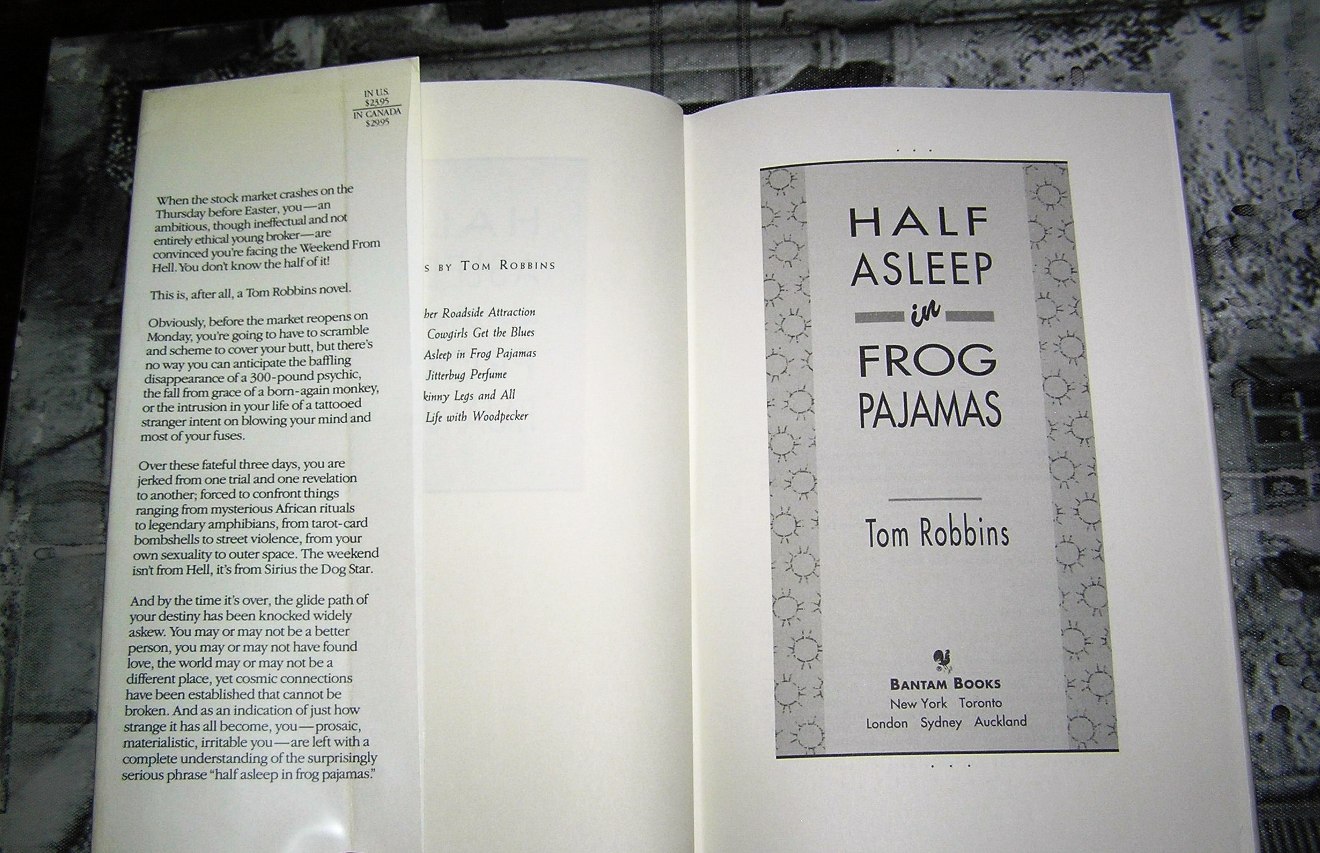 IN U.S.
$23.95
IN CANADA
$29.95
When the stock market crashes on the
Thursday before Easter, you—an
ambitious, though ineffectual and not
entirely ethical young broker—are
convinced you're facing the Weekend From
Hell. You don't know the half of it!
This is, after all, a Tom Robbins novel.
Obviously, before the market reopens on
Monday, you're going to have to scramble
and scheme to cover your butt, but there's
no way you can anticipate the baffling
disappearance of a 300-pound psychic,
the fall from grace of a born-again monkey,
or the intrusion in your life of a tattooed
stranger intent on blowing your mind and
most of your fuses.
Over these fateful three days, you are
jerked from one trial and one revelation
to another; forced to confront things
ranging from mysterious African rituals
to legendary amphibians, from tarot-card
bombshells to street violence, from your
own sexuality to outer space. The weekend
isn't from Hell, it's from Sirius the Dog Star.
And by the time it's over, the glide path of
your destiny has been knocked widely
askew. You may or may not be a better
person, you may or may not have found
love, the world may or may not be a
different place, yet cosmic connections
have been established that cannot be
broken. And as an indication of just how
strange it has all become, you—prosaic,
materialistic, irritable you—are left with a
complete understanding of the surprisingly
serious phrase "half asleep in frog pajamas."
S BY TOM ROBBINS
her Roadside Attraction
Cowgirls Get the Blues
Asleep in Frog Pajamas
Jitterbug Perfume
kinny Legs and All
Life with Woodpecker
HALF
ASLEEP
in
FROG
PAJAMAS
Tom Robbins
BANTAM BOOKS
New York Toronto
London Sydney Auckland